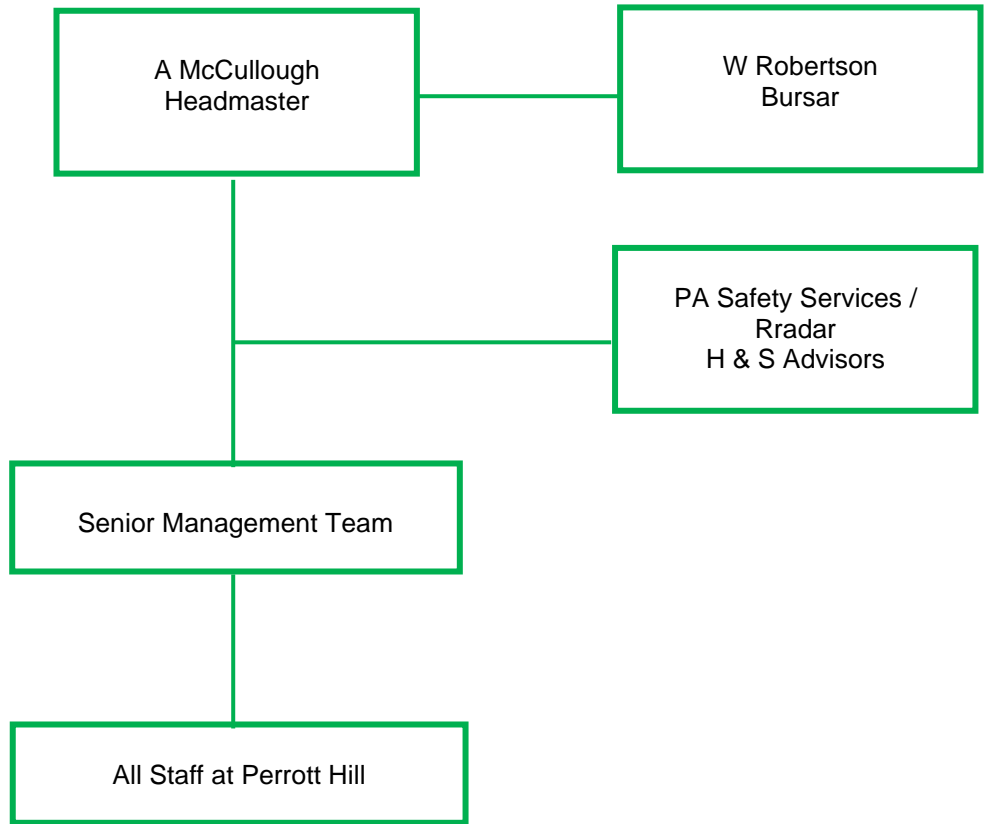 A McCullough
Headmaster
W Robertson
Bursar
PA Safety Services /
Rradar
H & S Advisors
Senior Management Team
All Staff at Perrott Hill